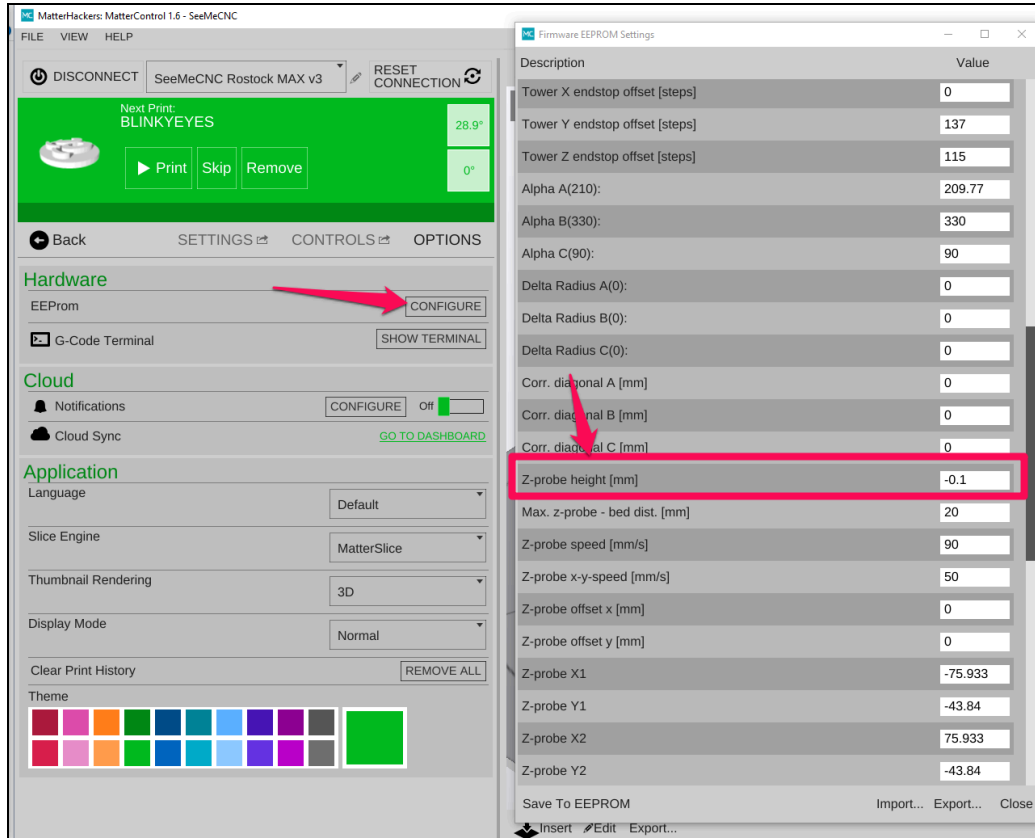 MatterHackers: MatterControl 1.6 - SeeMeCNC
FILE VIEW HELP
DISCONNECT
SeeMeCNC Rostock MAX v3
RESET
CONNECTION
Next Print:
BLINKYEYES
28.9°
Print Skip Remove
0°
Back SETTINGS CONTROLS OPTIONS
Hardware
EEProm CONFIGURE
G-Code Terminal SHOW TERMINAL
Cloud
Notifications CONFIGURE Off
Cloud Sync GO TO DASHBOARD
Application
Language
Default
Slice Engine
MatterSlice
Thumbnail Rendering
3D
Display Mode
Normal
Clear Print History REMOVE ALL
Theme
Firmware EEPROM Settings
Description Value
Tower X endstop offset [steps] 0
Tower Y endstop offset [steps] 137
Tower Z endstop offset [steps] 115
Alpha A(210): 209.77
Alpha B(330): 330
Alpha C(90): 90
Delta Radius A(0): 0
Delta Radius B(0): 0
Delta Radius C(0): 0
Corr. diagonal A [mm] 0
Corr. diagonal B [mm] 0
Corr. diagonal C [mm] 0
Z-probe height [mm] -0.1
Max. z-probe - bed dist. [mm] 20
Z-probe speed [mm/s] 90
Z-probe x-y-speed [mm/s] 50
Z-probe offset x [mm] 0
Z-probe offset y [mm] 0
Z-probe X1 -75.933
Z-probe Y1 -43.84
Z-probe X2 75.933
Z-probe Y2 -43.84
Save To EEPROM Import... Export... Close
Insert Edit Export...